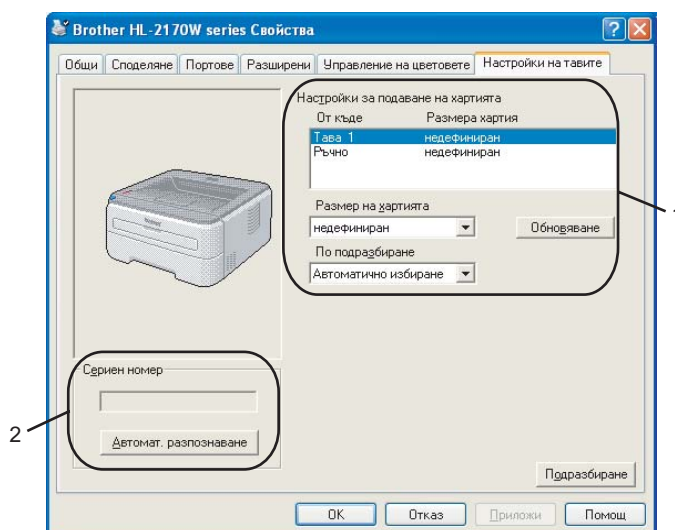 Brother HL-2170W series Свойства
Общи Споделяне Портове Разширени Управление на цветовете Настройки на тавите
Настройки за подаване на хартията
От къде Размера хартия
Тава 1 недефиниран
Ръчно недефиниран
Размер на хартията
недефиниран Обновяване
По подразбиране
Автоматично избиране
Сериен номер
2
Автомат. разпознаване
Подразбиране
OK Отказ Приложи Помощ